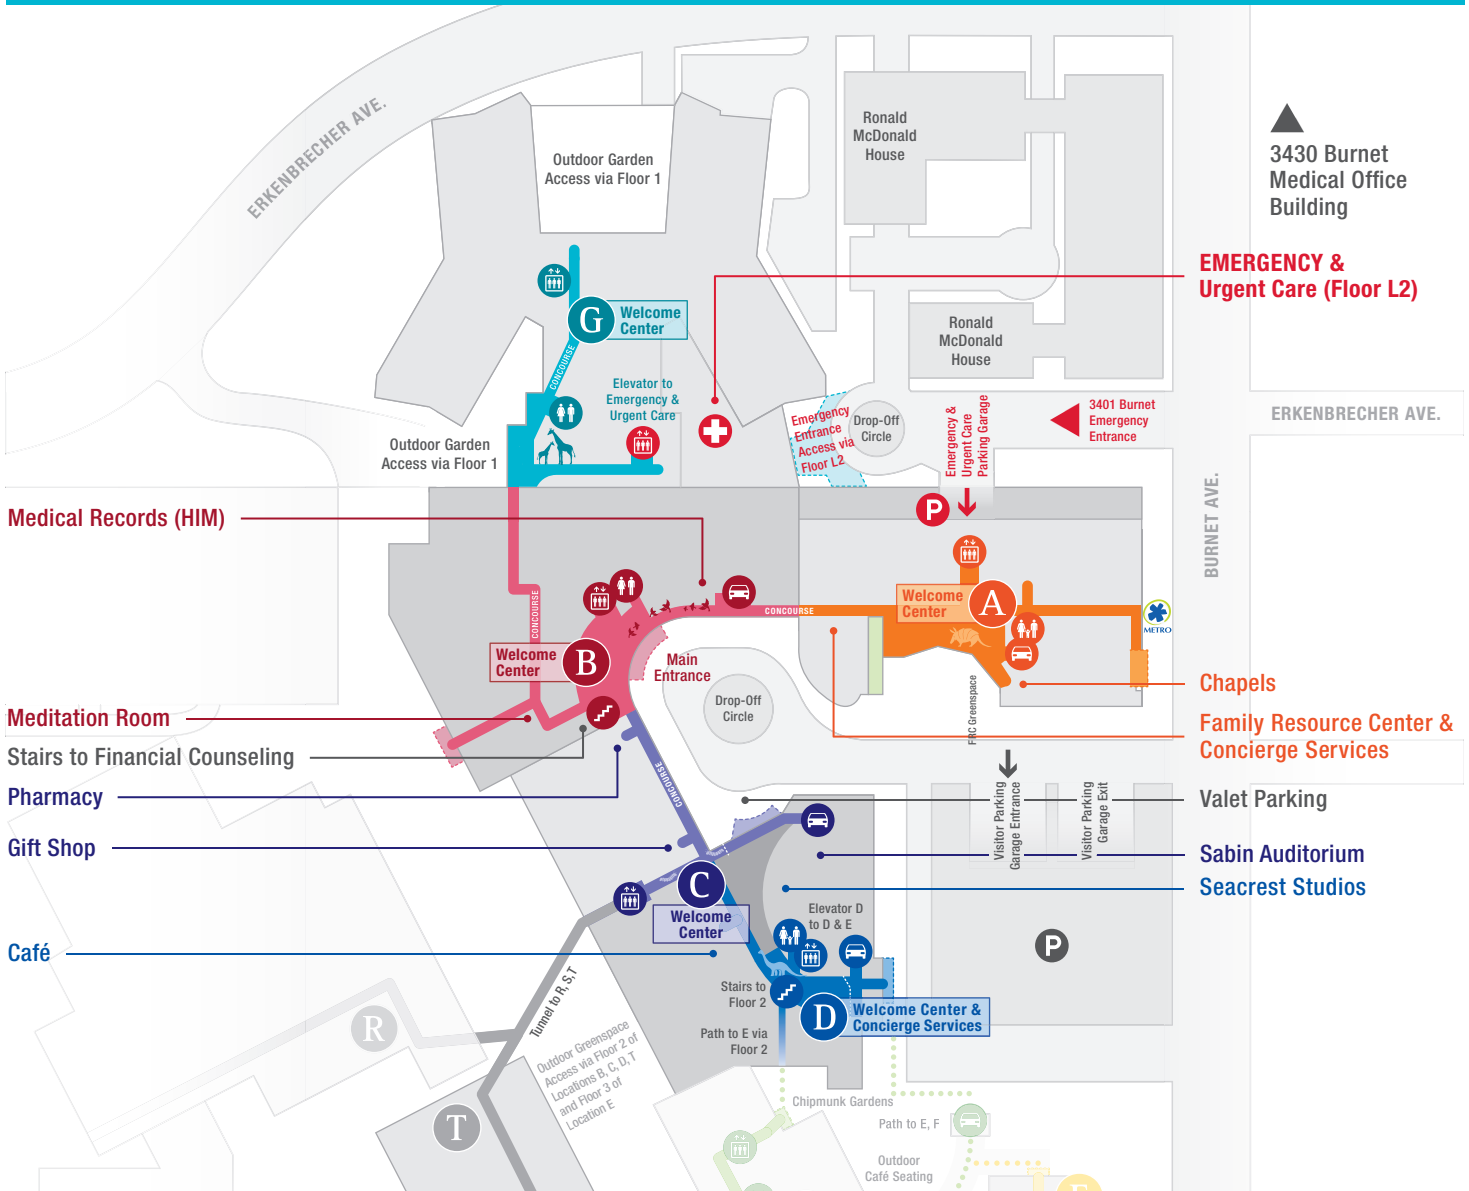 ERKENBRECHER AVE.
Outdoor Garden
Access via Floor 1
Ronald
McDonald
House
3430 Burnet
Medical Office
Building
EMERGENCY &
Urgent Care (Floor L2)
G
Welcome
Center
CONCOURSE
Ronald
McDonald
House
Elevator to
Emergency &
Urgent Care
Outdoor Garden
Access via Floor 1
Emergency
Entrance
Access via
Floor L2
Drop-Off
Circle
Emergency &
Urgent Care
Parking Garage
3401 Burnet
Emergency
Entrance
ERKENBRECHER AVE.
BURNET AVE.
P
Medical Records (HIM)
CONCOURSE
CONCOURSE
Welcome
Center
A
METRO
Welcome
Center
B
Main
Entrance
Drop-Off
Circle
FRC Greenspace
Chapels
Family Resource Center &
Concierge Services
Meditation Room
Stairs to Financial Counseling
Pharmacy
Gift Shop
CONCOURSE
Valet Parking
Visitor Parking
Garage Entrance
Visitor Parking
Garage Exit
Sabin Auditorium
Seacrest Studios
C
Welcome
Center
Elevator D
to D & E
Café
P
Stairs to
Floor 2
D
Welcome Center &
Concierge Services
Path to E via
Floor 2
Tunnel to R, S,T
R
Outdoor Greenspace
Access via Floor 2 of
Locations B, C, D, T
and Floor 3 of
Location E
T
Chipmunk Gardens
Path to E, F
Outdoor
Café Seating